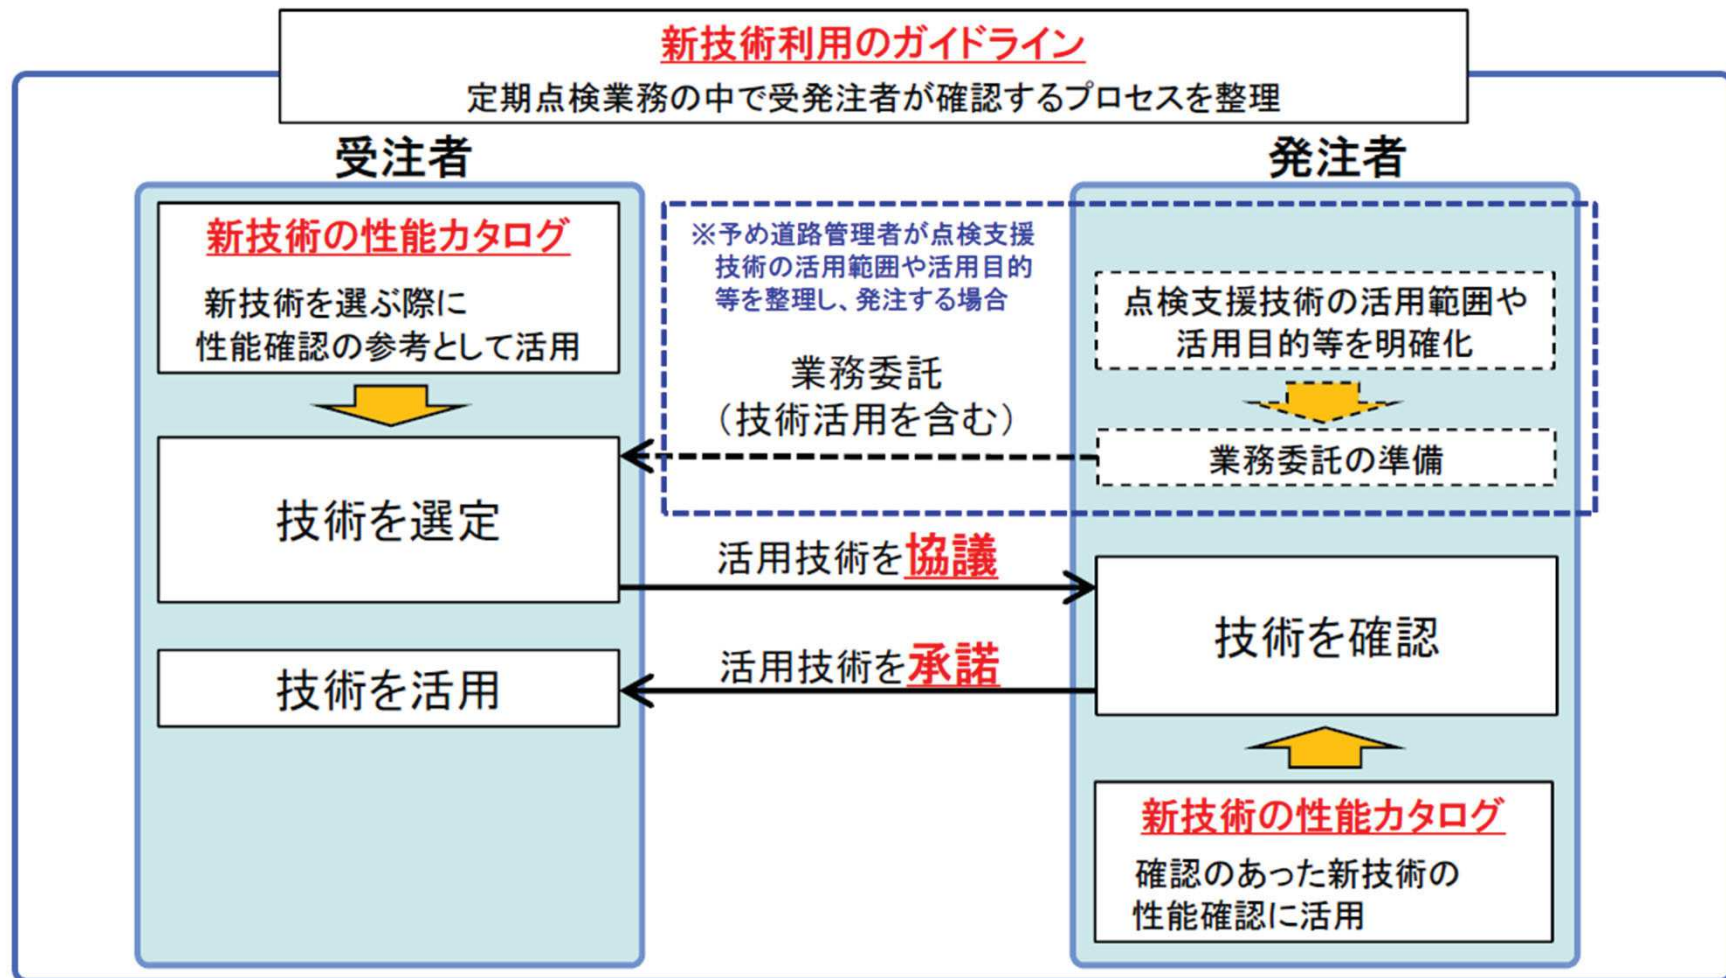 新技術利用のガイドライン
定期点検業務の中で受発注者が確認するプロセスを整理
受注者
新技術の性能カタログ
新技術を選ぶ際に
性能確認の参考として活用
技術を選定
技術を活用
※予め道路管理者が点検支援
技術の活用範囲や活用目的
等を整理し、発注する場合
業務委託
（技術活用を含む）
活用技術を協議
活用技術を承諾
発注者
点検支援技術の活用範囲や
活用目的等を明確化
業務委託の準備
技術を確認
新技術の性能カタログ
確認のあった新技術の
性能確認に活用